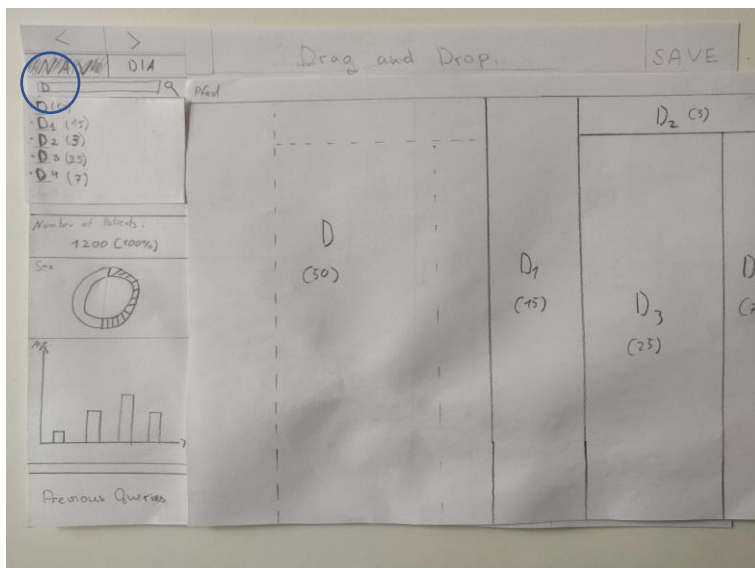 < >
Drag and Drop.
SAVE
ANAM DIA
D
Pfad
D (50)
D1 (15)
D2 (3)
D3 (25)
D4 (7)
Number of Patients:
1200 (100%)
Sex
Previous Queries
D
(50)
D1
(15)
D2 (3)
D3
(25)
D